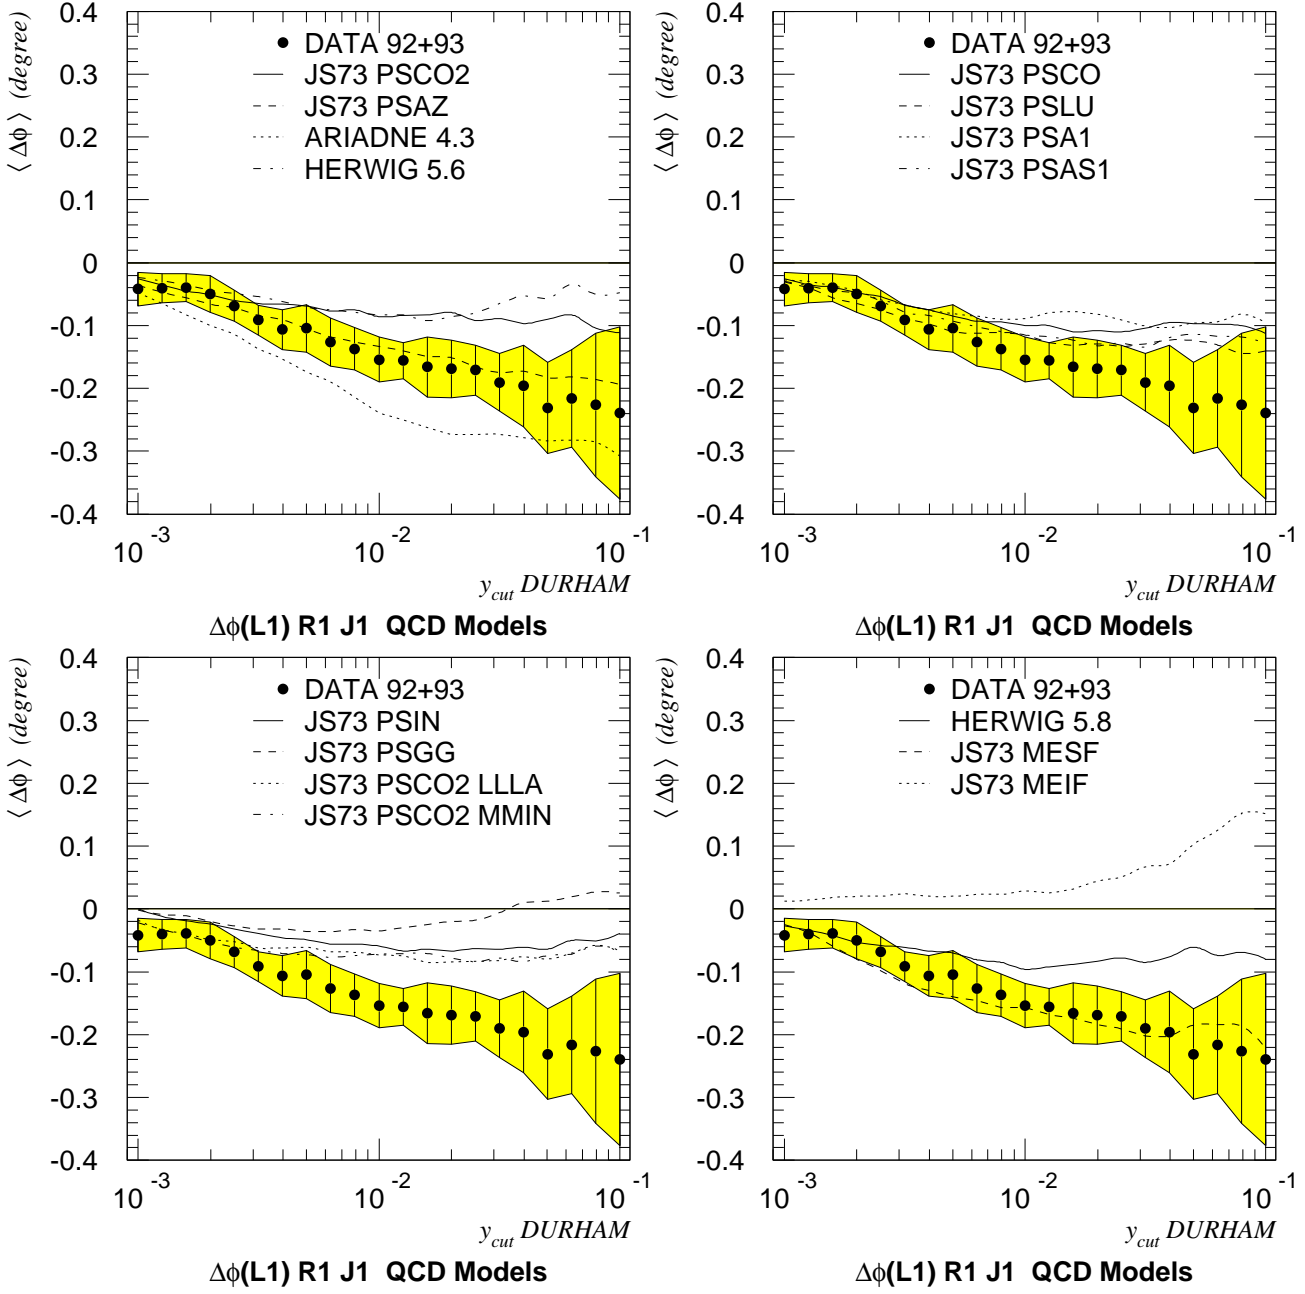 ⟨ Δϕ ⟩ (degree)
DATA 92+93
JS73 PSCO2
JS73 PSAZ
ARIADNE 4.3
HERWIG 5.6
0.4
0.3
0.2
0.1
0
-0.1
-0.2
-0.3
-0.4
10^-3
10^-2
10^-1
y_cut DURHAM
Δϕ(L1) R1 J1 QCD Models
⟨ Δϕ ⟩ (degree)
DATA 92+93
JS73 PSCO
JS73 PSLU
JS73 PSA1
JS73 PSAS1
0.4
0.3
0.2
0.1
0
-0.1
-0.2
-0.3
-0.4
10^-3
10^-2
10^-1
y_cut DURHAM
Δϕ(L1) R1 J1 QCD Models
⟨ Δϕ ⟩ (degree)
DATA 92+93
JS73 PSIN
JS73 PSGG
JS73 PSCO2 LLLA
JS73 PSCO2 MMIN
0.4
0.3
0.2
0.1
0
-0.1
-0.2
-0.3
-0.4
10^-3
10^-2
10^-1
y_cut DURHAM
Δϕ(L1) R1 J1 QCD Models
⟨ Δϕ ⟩ (degree)
DATA 92+93
HERWIG 5.8
JS73 MESF
JS73 MEIF
0.4
0.3
0.2
0.1
0
-0.1
-0.2
-0.3
-0.4
10^-3
10^-2
10^-1
y_cut DURHAM
Δϕ(L1) R1 J1 QCD Models